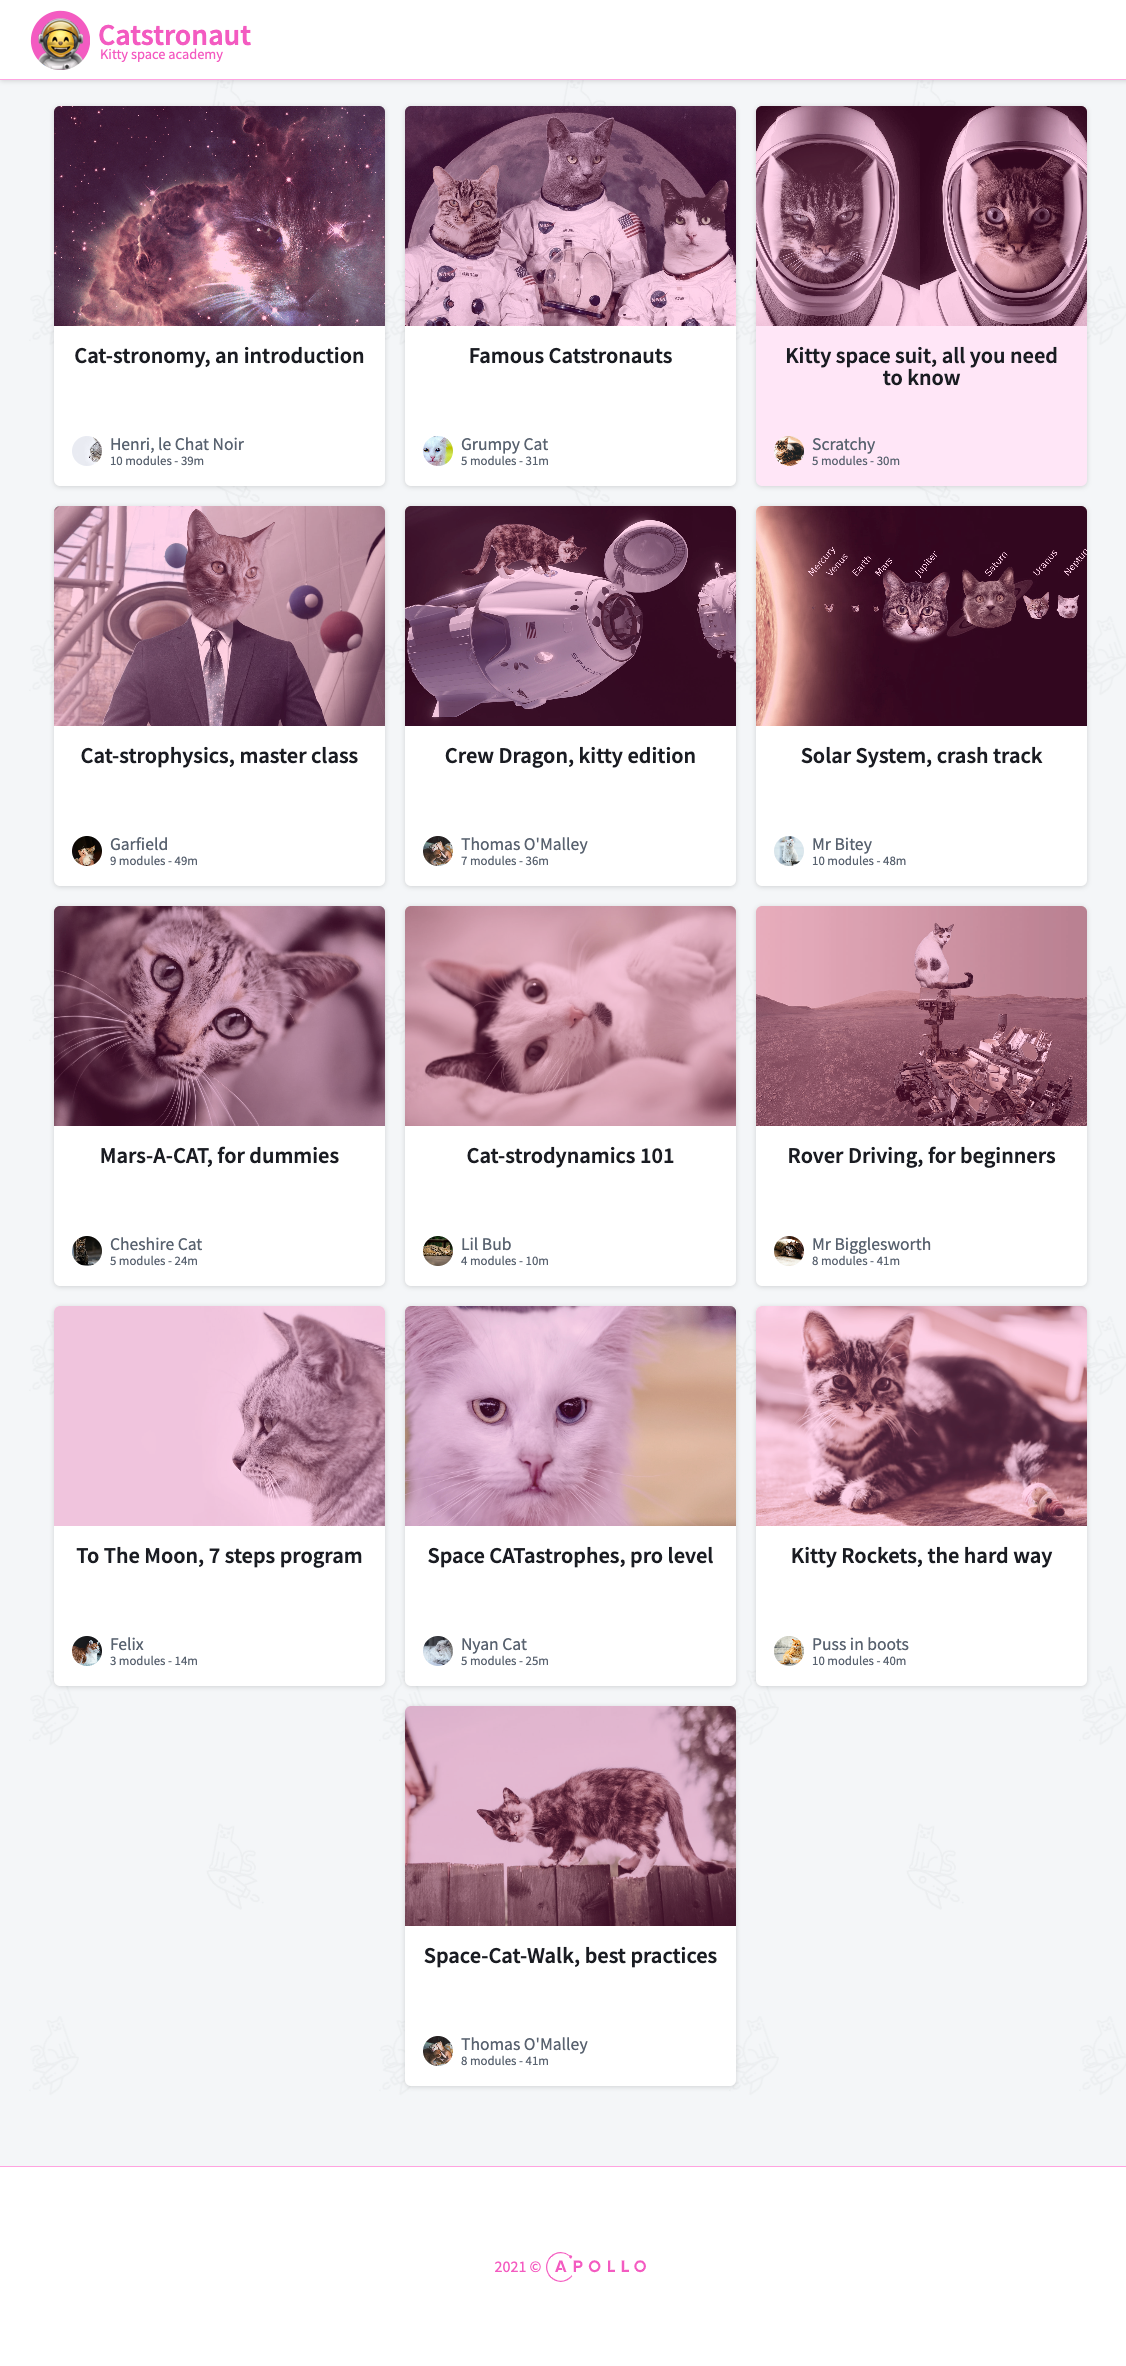 Catstronaut
Kitty space academy
Cat-stronomy, an introduction
Henri, le Chat Noir
10 modules - 39m
Famous Catstronauts
Grumpy Cat
5 modules - 31m
Kitty space suit, all you need
to know
Scratchy
5 modules - 30m
Cat-strophysics, master class
Garfield
9 modules - 49m
Crew Dragon, kitty edition
Thomas O'Malley
7 modules - 36m
Mercury
Venus
Earth
Mars
Jupiter
Saturn
Uranus
Neptun
Solar System, crash track
Mr Bitey
10 modules - 48m
Mars-A-CAT, for dummies
Cheshire Cat
5 modules - 24m
Cat-strodynamics 101
Lil Bub
4 modules - 10m
Rover Driving, for beginners
Mr Bigglesworth
8 modules - 41m
To The Moon, 7 steps program
Felix
3 modules - 14m
Space CATastrophes, pro level
Nyan Cat
5 modules - 25m
Kitty Rockets, the hard way
Puss in boots
10 modules - 40m
Space-Cat-Walk, best practices
Thomas O'Malley
8 modules - 41m
2021 © APOLLO